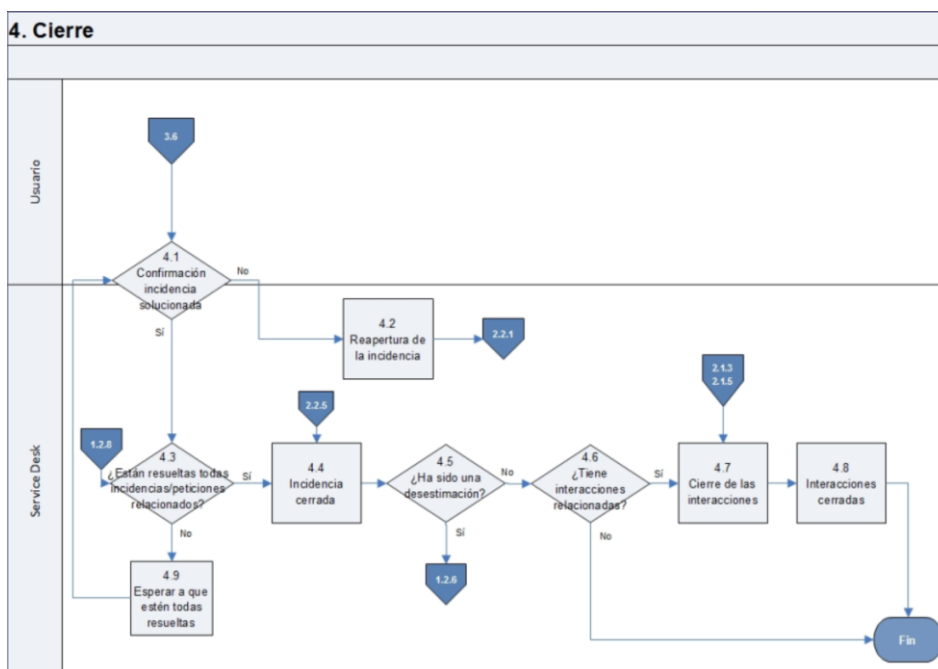 4. Cierre
Usuario
3.6
4.1
Confirmación
incidencia
solucionada
No
Sí
Service Desk
4.2
Reapertura de
la incidencia
2.2.1
2.1.3
2.1.5
2.2.5
1.2.8
4.3
¿Están resueltas todas
incidencias/peticiones
relacionados?
Sí
No
4.4
Incidencia
cerrada
4.5
¿Ha sido una
desestimación?
No
Sí
4.6
¿Tiene
interacciones
relacionadas?
Sí
No
4.7
Cierre de las
interacciones
4.8
Interacciones
cerradas
4.9
Esperar a que
estén todas
resueltas
1.2.6
Fin